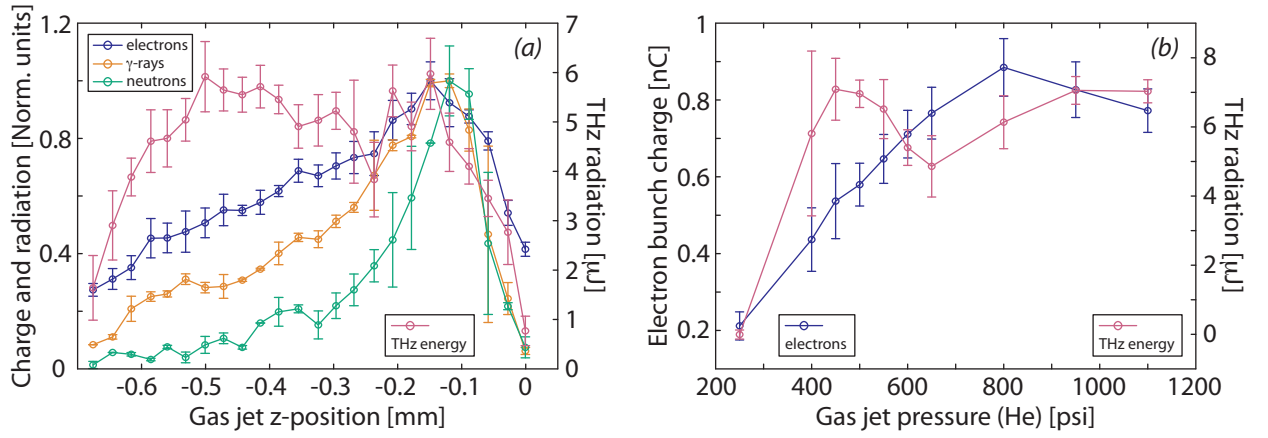 (a)
Charge and radiation [Norm. units]
1.2
0.8
0.4
0
electrons
γ-rays
neutrons
THz energy
7
6
5
4
3
2
1
0
THz radiation [μJ]
-0.6 -0.5 -0.4 -0.3 -0.2 -0.1 0
Gas jet z-position [mm]
(b)
Electron bunch charge [nC]
1
0.8
0.6
0.4
0.2
electrons
THz energy
8
6
4
2
0
THz radiation [μJ]
200 400 600 800 1000 1200
Gas jet pressure (He) [psi]